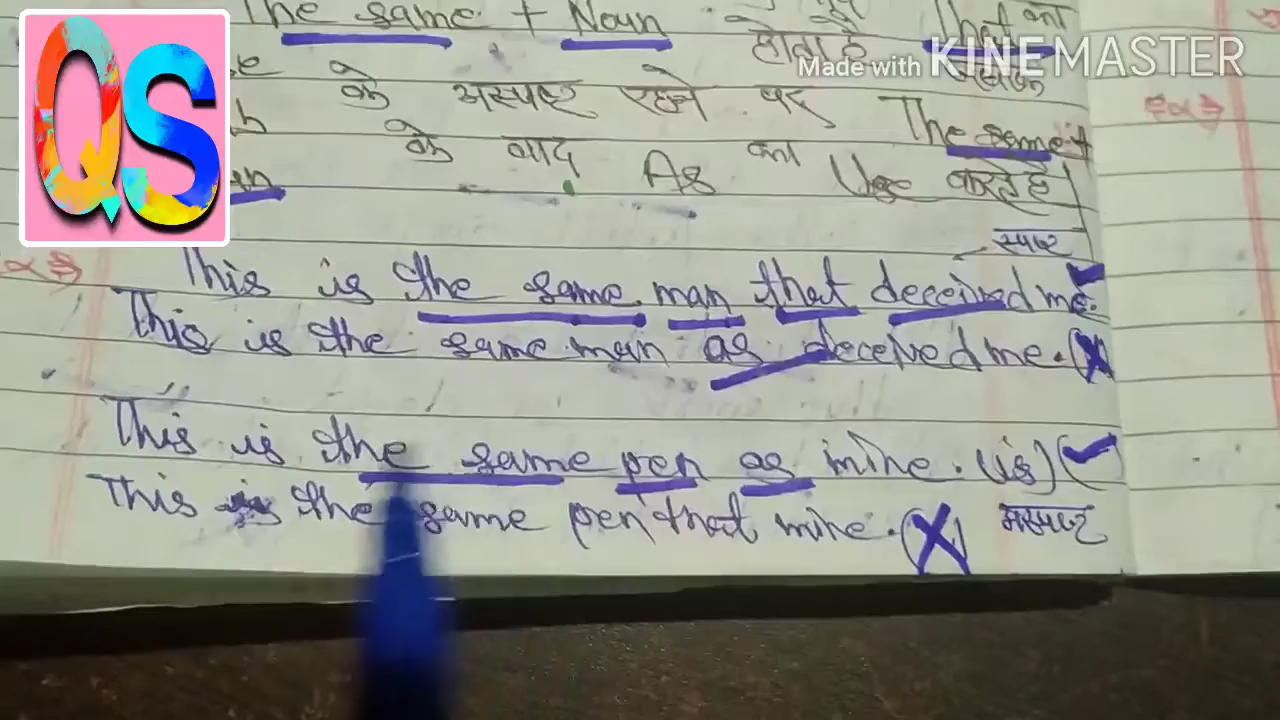 The same + Noun होता है That का
के अस्पष्ट रहने पर The same +
के बाद As का Use करते हैं
This is the same man that deceived me.
स्पष्ट
This is the same man as deceived me. (X)
This is the same pen as mine. (is) (✓)
This is the same pen that mine. (X) अस्पष्ट
QS
Made with KINEMASTER